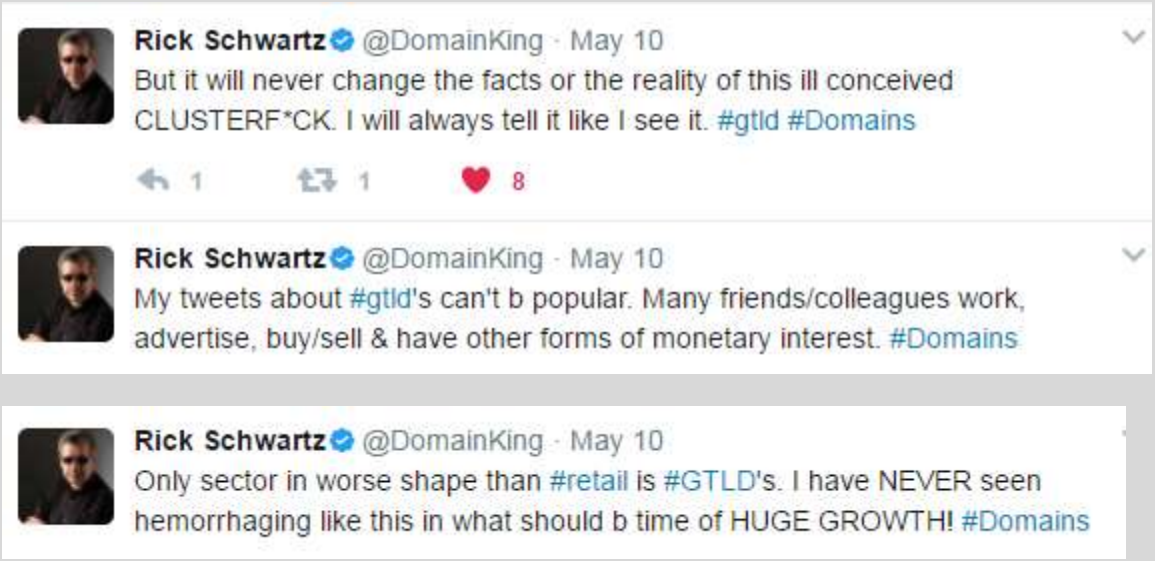 Rick Schwartz @DomainKing · May 10
But it will never change the facts or the reality of this ill conceived
CLUSTERF*CK. I will always tell it like I see it. #gtld #Domains
1 1 8
Rick Schwartz @DomainKing · May 10
My tweets about #gtld's can't b popular. Many friends/colleagues work,
advertise, buy/sell & have other forms of monetary interest. #Domains
Rick Schwartz @DomainKing · May 10
Only sector in worse shape than #retail is #GTLD's. I have NEVER seen
hemorrhaging like this in what should b time of HUGE GROWTH! #Domains